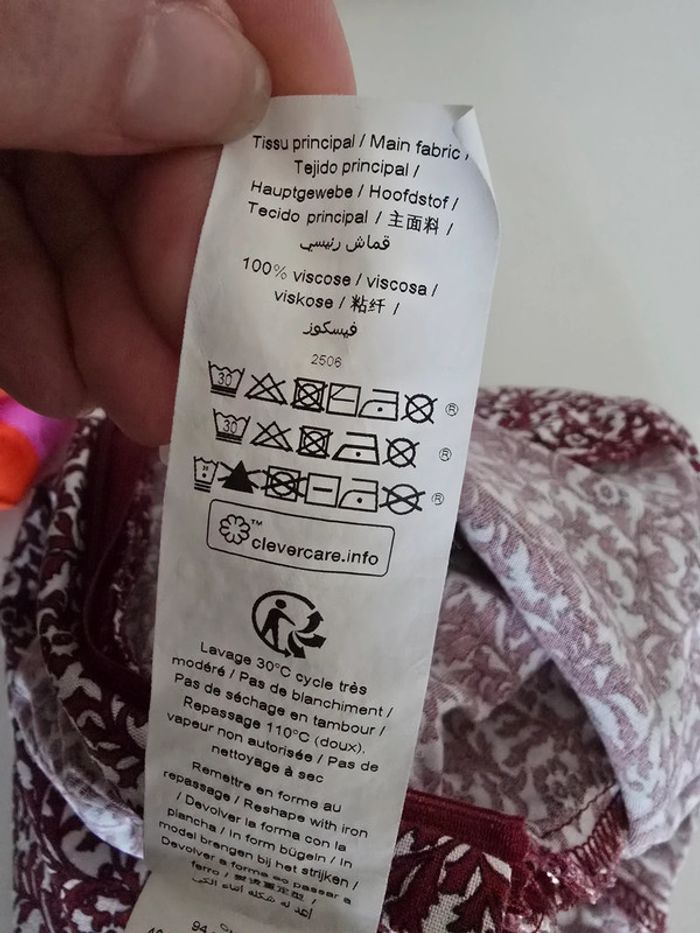 Tissu principal / Main fabric /
Tejido principal /
Hauptgewebe / Hoofdstof /
Tecido principal / 主面料 /
قماش رئيسي
100% viscose / viscosa /
viskose / 粘纤 /
فيسكوز
2506
30 ®
30 ®
®
™
clevercare.info
Lavage 30°C cycle très
modéré / Pas de blanchiment /
Pas de séchage en tambour /
Repassage 110°C (doux).
vapeur non autorisée / Pas de
nettoyage à sec
Remettre en forme au
repassage / Reshape with iron
/ Devolver la forma con la
plancha / In form bügeln / In
model brengen bij het strijken /
Devolver a forma ao passar a
ferro /
أعد له شكله أثناء الكي
94